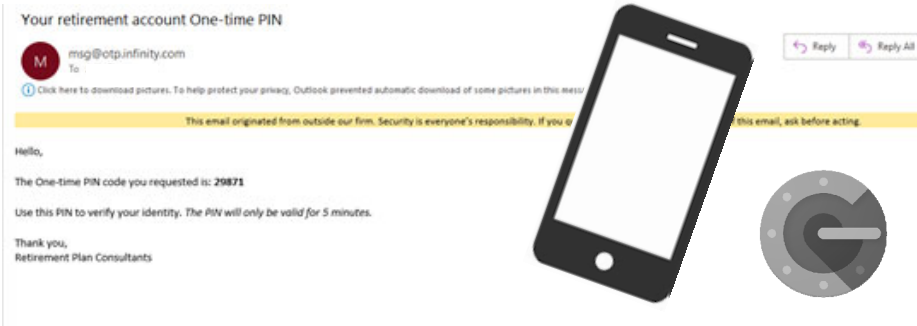 Your retirement account One-time PIN
M
msg@otp.infinity.com
To
Reply
Reply All
Click here to download pictures. To help protect your privacy, Outlook prevented automatic download of some pictures in this
This email originated from outside our firm. Security is everyone's responsibility. If you this email, ask before acting.
Hello,
The One-time PIN code you requested is: 29871
Use this PIN to verify your identity. The PIN will only be valid for 5 minutes.
Thank you,
Retirement Plan Consultants